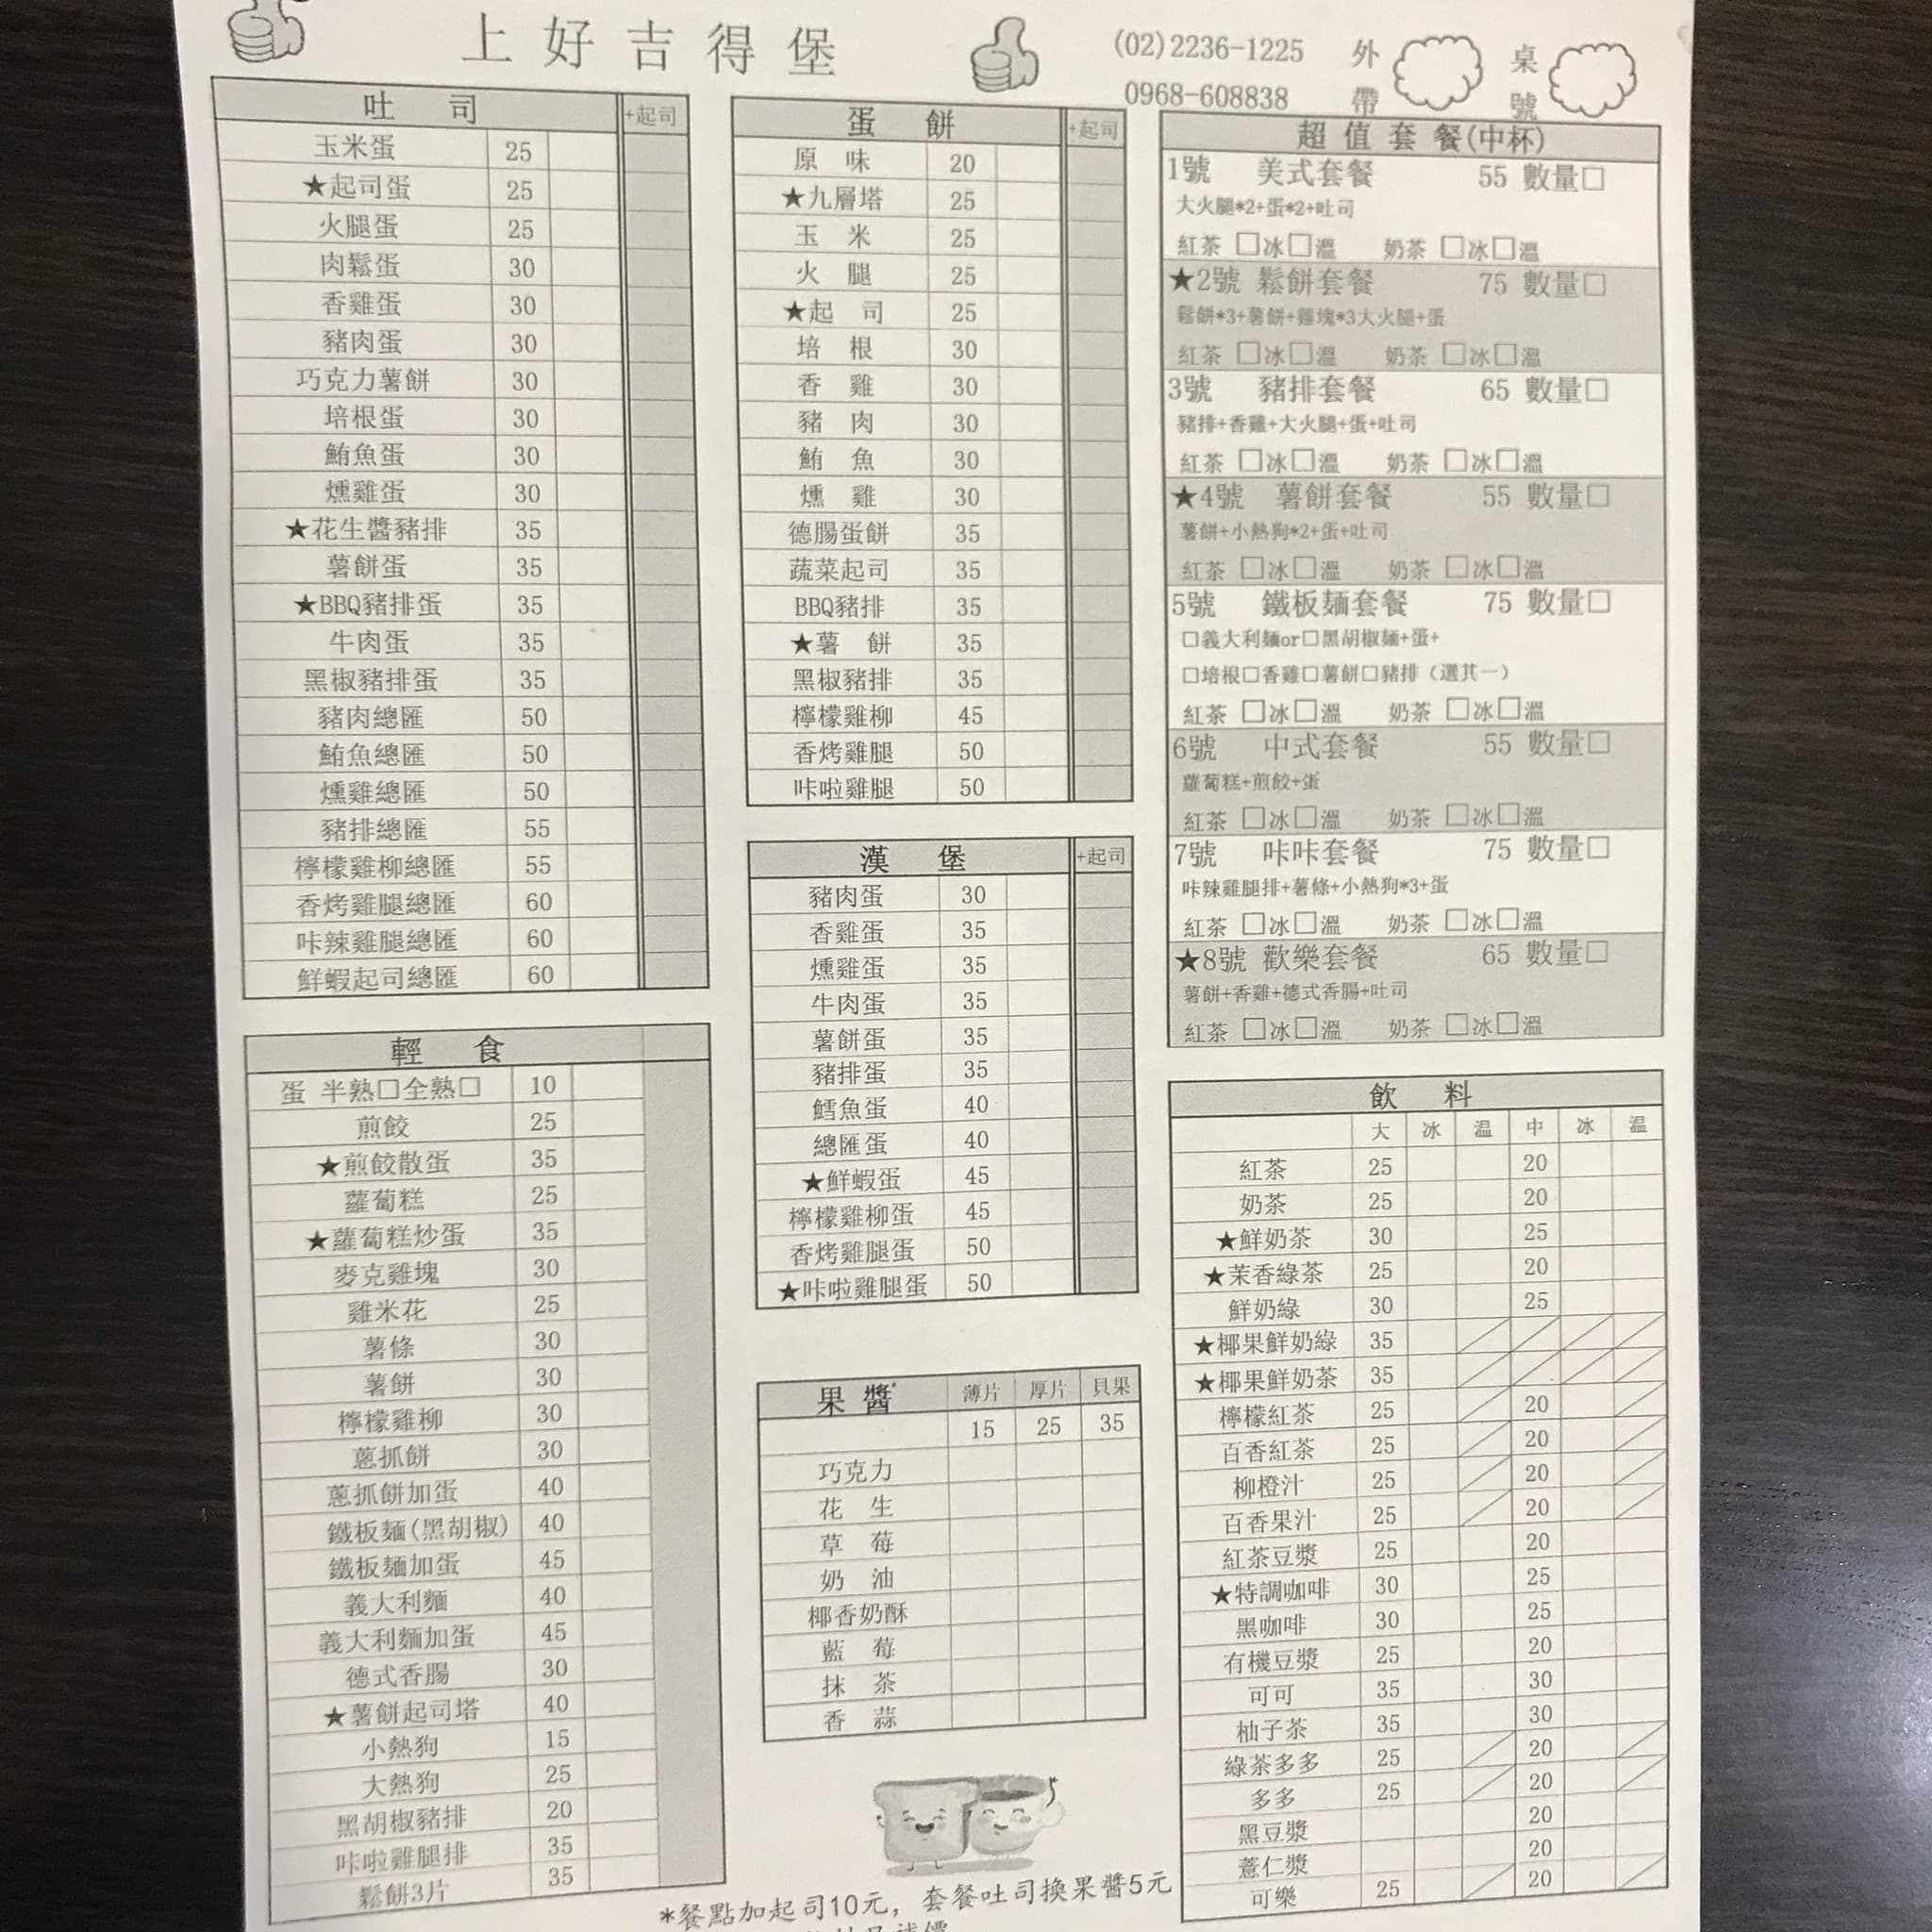 上好吉得堡
(02)2236-1225
0968-608838
外帶
桌號
吐司 +起司
玉米蛋 25
★起司蛋 25
火腿蛋 25
肉鬆蛋 30
香雞蛋 30
豬肉蛋 30
巧克力薯餅 30
培根蛋 30
鮪魚蛋 30
燻雞蛋 30
★花生醬豬排 35
薯餅蛋 35
★BBQ豬排蛋 35
牛肉蛋 35
黑椒豬排蛋 35
豬肉總匯 50
鮪魚總匯 50
燻雞總匯 50
豬排總匯 55
檸檬雞柳總匯 55
香烤雞腿總匯 60
咔辣雞腿總匯 60
鮮蝦起司總匯 60
輕食
蛋 半熟□全熟□ 10
煎餃 25
★煎餃散蛋 35
蘿蔔糕 25
★蘿蔔糕炒蛋 35
麥克雞塊 30
雞米花 25
薯條 30
薯餅 30
檸檬雞柳 30
蔥抓餅 30
蔥抓餅加蛋 40
鐵板麵(黑胡椒) 40
鐵板麵加蛋 45
義大利麵 40
義大利麵加蛋 45
德式香腸 30
★薯餅起司塔 40
小熱狗 15
大熱狗 25
黑胡椒豬排 20
咔啦雞腿排 35
鬆餅3片 35
蛋餅 +起司
原味 20
★九層塔 25
玉米 25
火腿 25
★起司 25
培根 30
香雞 30
豬肉 30
鮪魚 30
燻雞 30
德腸蛋餅 35
蔬菜起司 35
BBQ豬排 35
★薯餅 35
黑椒豬排 35
檸檬雞柳 45
香烤雞腿 50
咔啦雞腿 50
漢堡 +起司
豬肉蛋 30
香雞蛋 35
燻雞蛋 35
牛肉蛋 35
薯餅蛋 35
豬排蛋 35
鱈魚蛋 40
總匯蛋 40
★鮮蝦蛋 45
檸檬雞柳蛋 45
香烤雞腿蛋 50
★咔啦雞腿蛋 50
果醬 薄片 厚片 貝果
15 25 35
巧克力
花生
草莓
奶油
椰香奶酥
藍莓
抹茶
香蒜
超值套餐(中杯)
1號 美式套餐 55 數量□
大火腿*2+蛋*2+吐司
紅茶 □冰□溫 奶茶 □冰□溫
★2號 鬆餅套餐 75 數量□
鬆餅*3+薯餅+雞塊*3大火腿+蛋
紅茶 □冰□溫 奶茶 □冰□溫
3號 豬排套餐 65 數量□
豬排+香雞+大火腿+蛋+吐司
紅茶 □冰□溫 奶茶 □冰□溫
★4號 薯餅套餐 55 數量□
薯餅+小熱狗*2+蛋+吐司
紅茶 □冰□溫 奶茶 □冰□溫
5號 鐵板麵套餐 75 數量□
□義大利麵or□黑胡椒麵+蛋+
□培根□香雞□薯餅□豬排（選其一）
紅茶 □冰□溫 奶茶 □冰□溫
6號 中式套餐 55 數量□
蘿蔔糕+煎餃+蛋
紅茶 □冰□溫 奶茶 □冰□溫
7號 咔咔套餐 75 數量□
咔辣雞腿排+薯條+小熱狗*3+蛋
紅茶 □冰□溫 奶茶 □冰□溫
★8號 歡樂套餐 65 數量□
薯餅+香雞+德式香腸+吐司
紅茶 □冰□溫 奶茶 □冰□溫
飲料
大 冰 温 中 冰 温
紅茶 25 20
奶茶 25 20
★鮮奶茶 30 25
★茉香綠茶 25 20
鮮奶綠 30 25
★椰果鮮奶綠 35
★椰果鮮奶茶 35
檸檬紅茶 25 20
百香紅茶 25 20
柳橙汁 25 20
百香果汁 25 20
紅茶豆漿 25 20
★特調咖啡 30 25
黑咖啡 30 25
有機豆漿 25 20
可可 35 30
柚子茶 35 30
綠茶多多 25 20
多多 25 20
黑豆漿 20
薏仁漿 20
可樂 25 20
*餐點加起司10元，套餐吐司換果醬5元